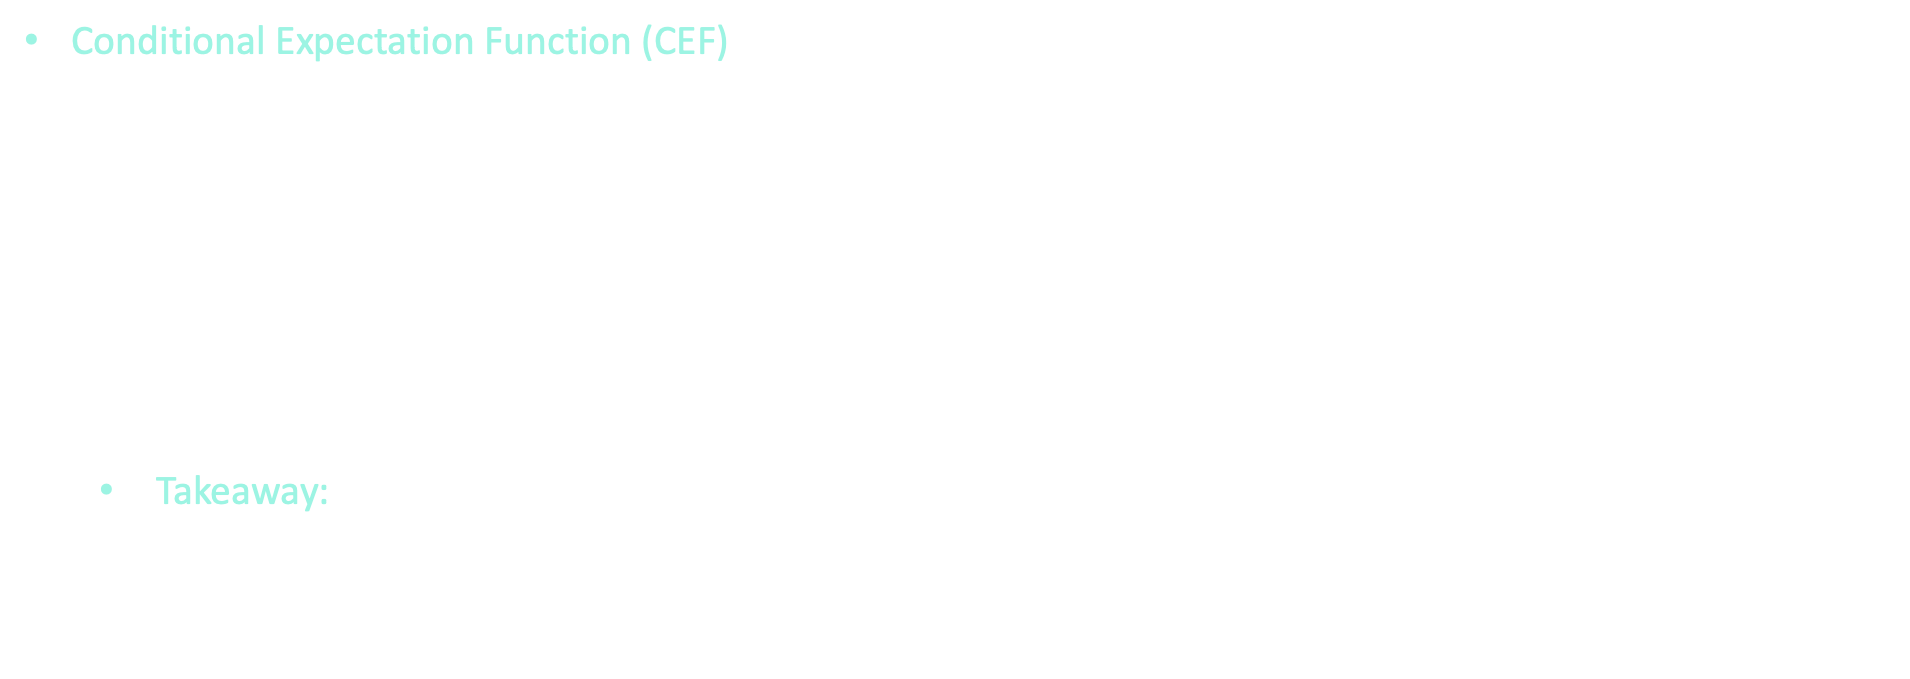 • Conditional Expectation Function (CEF)
• Takeaway: